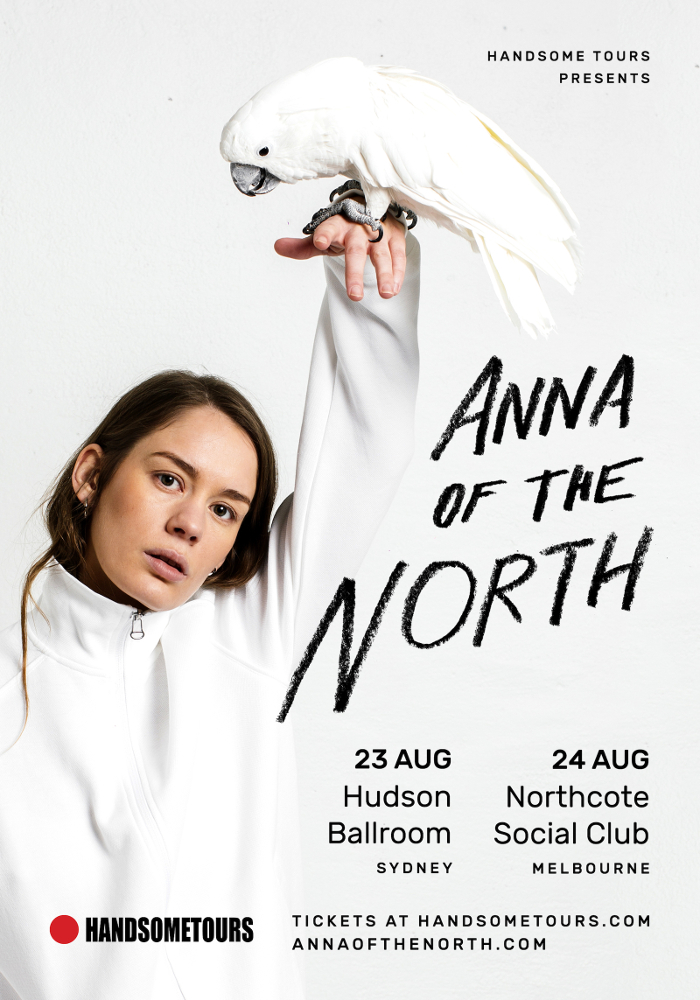 HANDSOME TOURS
PRESENTS
ANNA
OF THE
NORTH
23 AUG
Hudson
Ballroom
SYDNEY
24 AUG
Northcote
Social Club
MELBOURNE
HANDSOMETOURS
TICKETS AT HANDSOMETOURS.COM
ANNAOFTHENORTH.COM